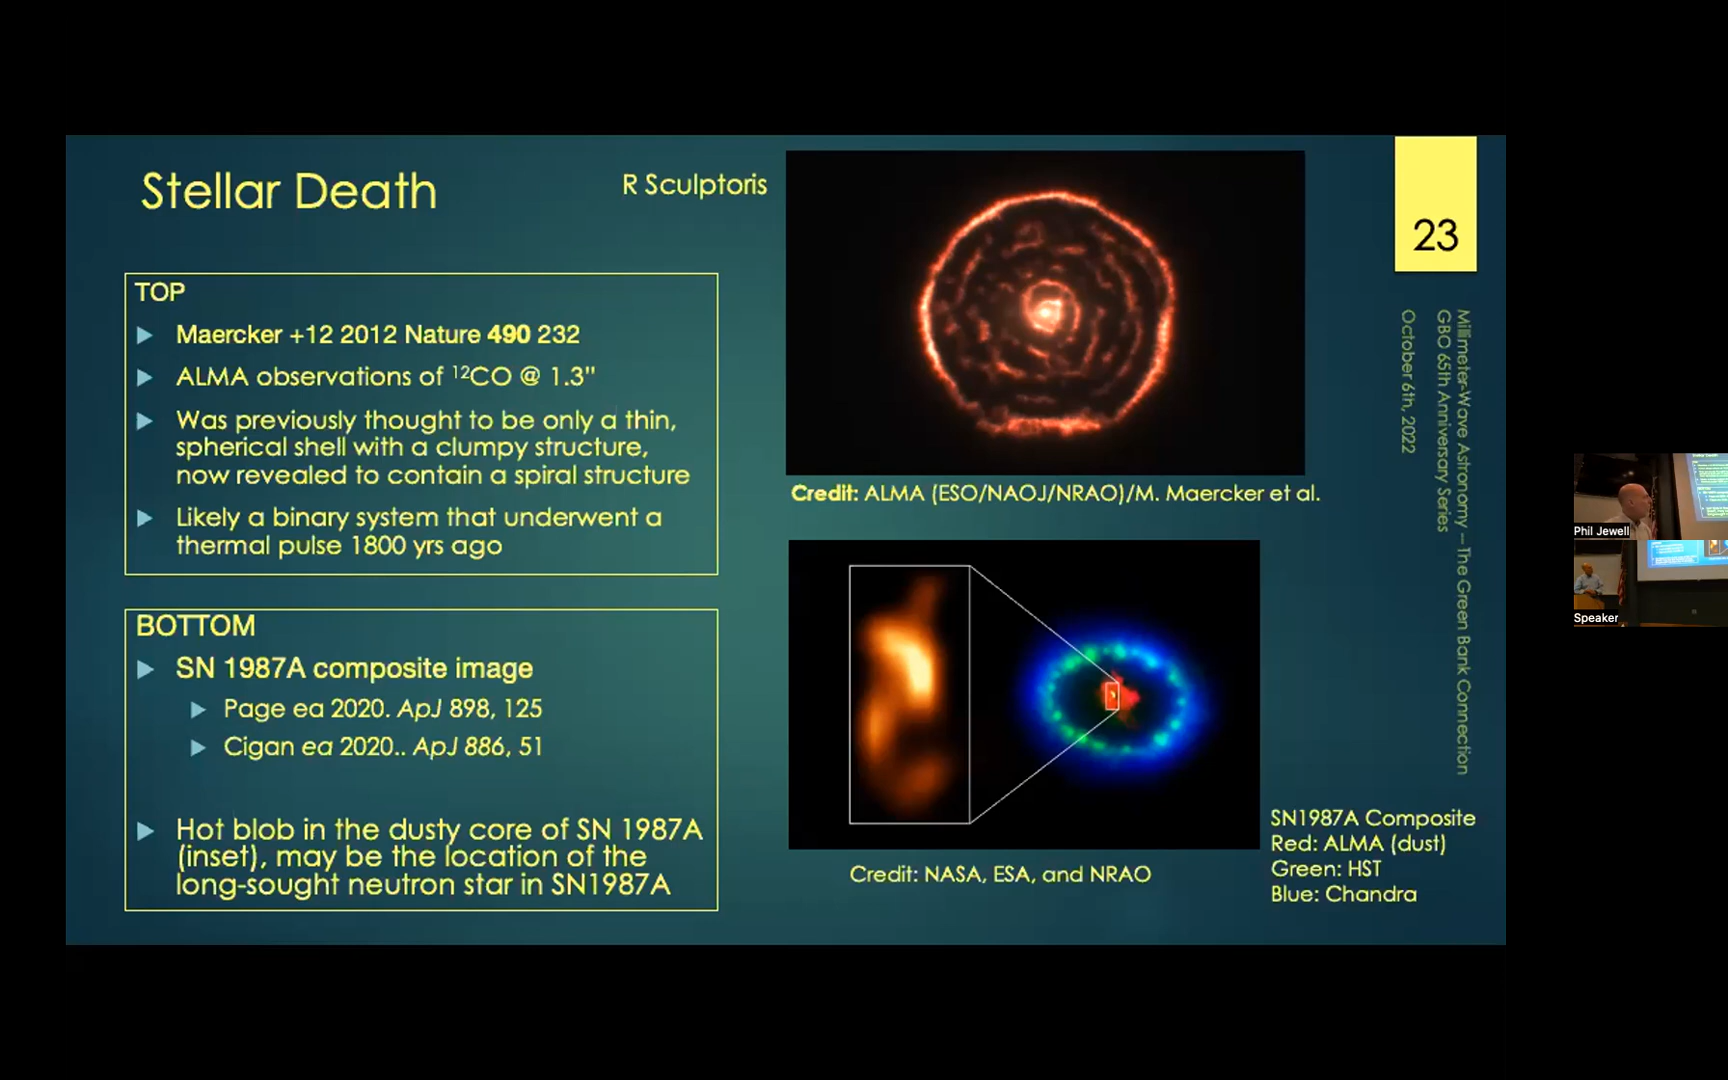 Stellar Death
R Sculptoris
TOP
Maercker +12 2012 Nature 490 232
ALMA observations of ¹²CO @ 1.3"
Was previously thought to be only a thin,
spherical shell with a clumpy structure,
now revealed to contain a spiral structure
Likely a binary system that underwent a
thermal pulse 1800 yrs ago
BOTTOM
SN 1987A composite image
Page ea 2020. ApJ 898, 125
Cigan ea 2020.. ApJ 886, 51
Hot blob in the dusty core of SN 1987A
(inset), may be the location of the
long-sought neutron star in SN1987A
Credit: ALMA (ESO/NAOJ/NRAO)/M. Maercker et al.
Credit: NASA, ESA, and NRAO
SN1987A Composite
Red: ALMA (dust)
Green: HST
Blue: Chandra
23
Millimeter-Wave Astronomy – The Green Bank Connection
GBO 65th Anniversary Series
October 6th, 2022
Phil Jewell
Speaker